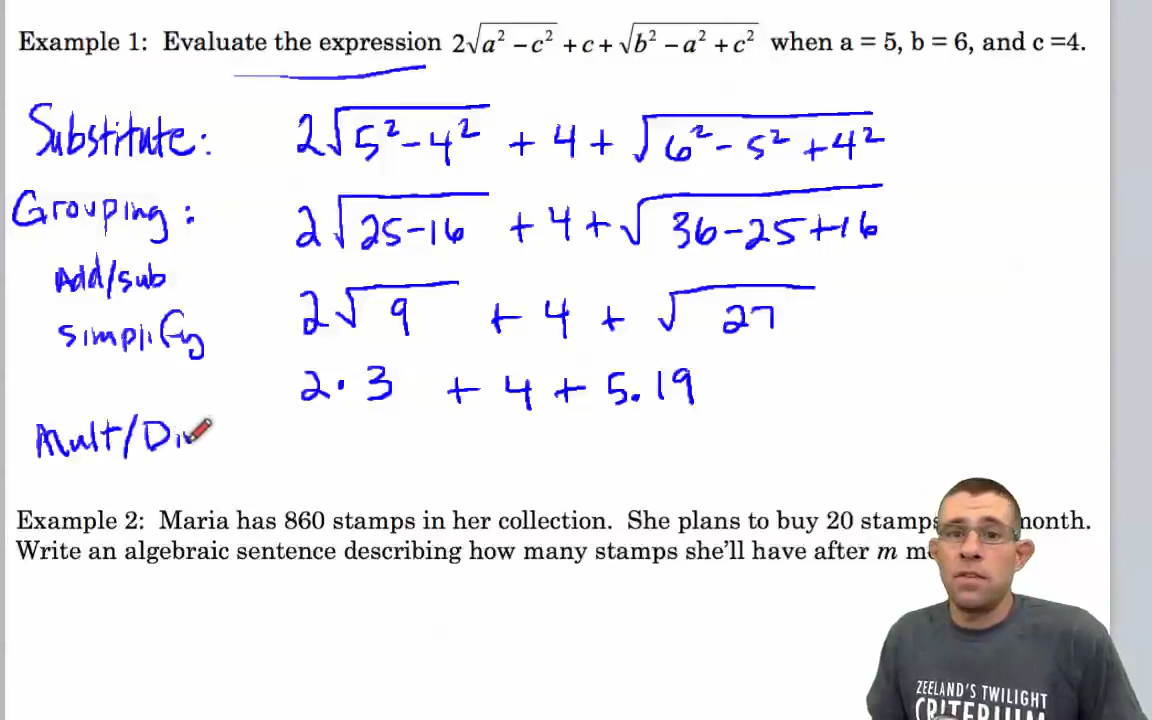 Example 1: Evaluate the expression 2√a² − c² + c + √b² − a² + c² when a = 5, b = 6, and c =4.
Substitute: 2√5² − 4² + 4 + √6² − 5² + 4²
Grouping: 2√25−16 + 4 + √36−25+16
Add/sub
2√9 + 4 + √27
simplify
2·3 + 4 + 5.19
Mult/Di
Example 2: Maria has 860 stamps in her collection. She plans to buy 20 stamps month.
Write an algebraic sentence describing how many stamps she'll have after m
ZEELAND'S TWILIGHT
CRITERIUM